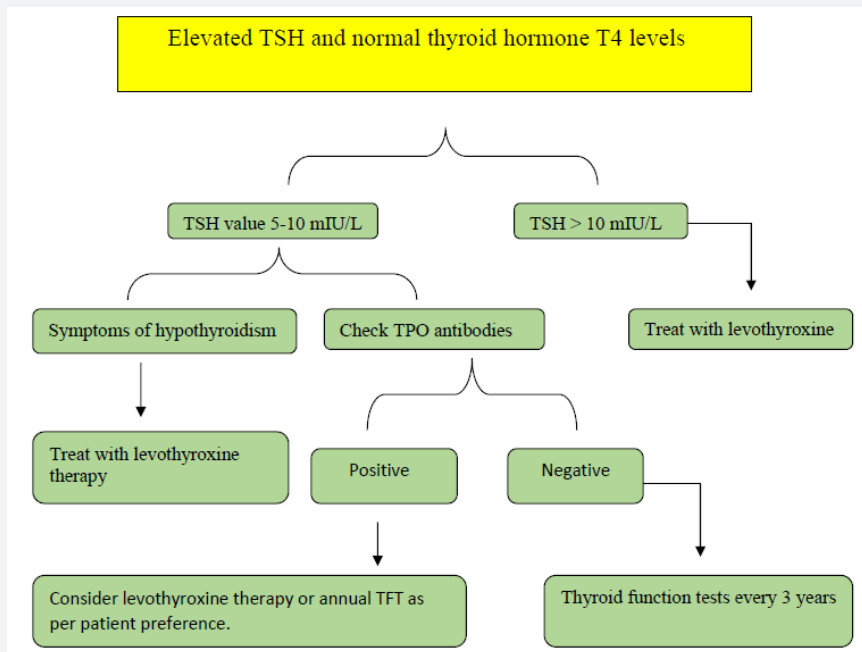 Elevated TSH and normal thyroid hormone T4 levels
TSH value 5-10 mIU/L
TSH > 10 mIU/L
Symptoms of hypothyroidism
Check TPO antibodies
Treat with levothyroxine
Treat with levothyroxine
therapy
Positive
Negative
Consider levothyroxine therapy or annual TFT as
per patient preference.
Thyroid function tests every 3 years